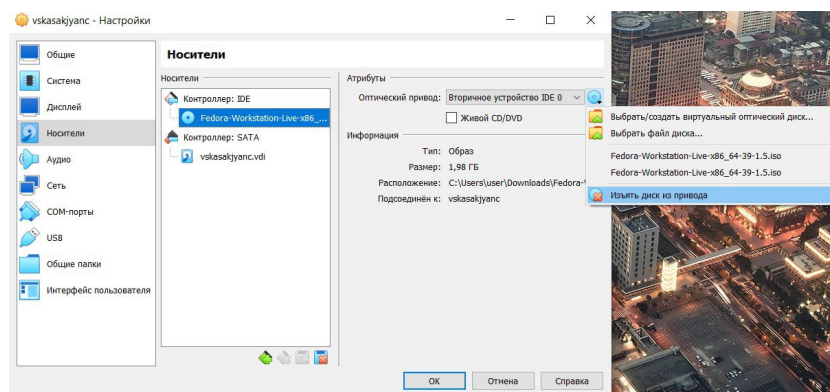 vskasakjyanc - Настройки
Общие
Система
Дисплей
Носители
Аудио
Сеть
COM-порты
USB
Общие папки
Интерфейс пользователя
Носители
Носители
Контроллер: IDE
Fedora-Workstation-Live-x86_...
Контроллер: SATA
vskasakjyanc.vdi
Атрибуты
Оптический привод: Вторичное устройство IDE 0
Живой CD/DVD
Информация
Тип: Образ
Размер: 1,98 ГБ
Расположение: C:\Users\user\Downloads\Fedora-
Подсоединён к: vskasakjyanc
Выбрать/создать виртуальный оптический диск...
Выбрать файл диска...
Fedora-Workstation-Live-x86_64-39-1.5.iso
Fedora-Workstation-Live-x86_64-39-1.5.iso
Изъять диск из привода
OK Отмена Справка